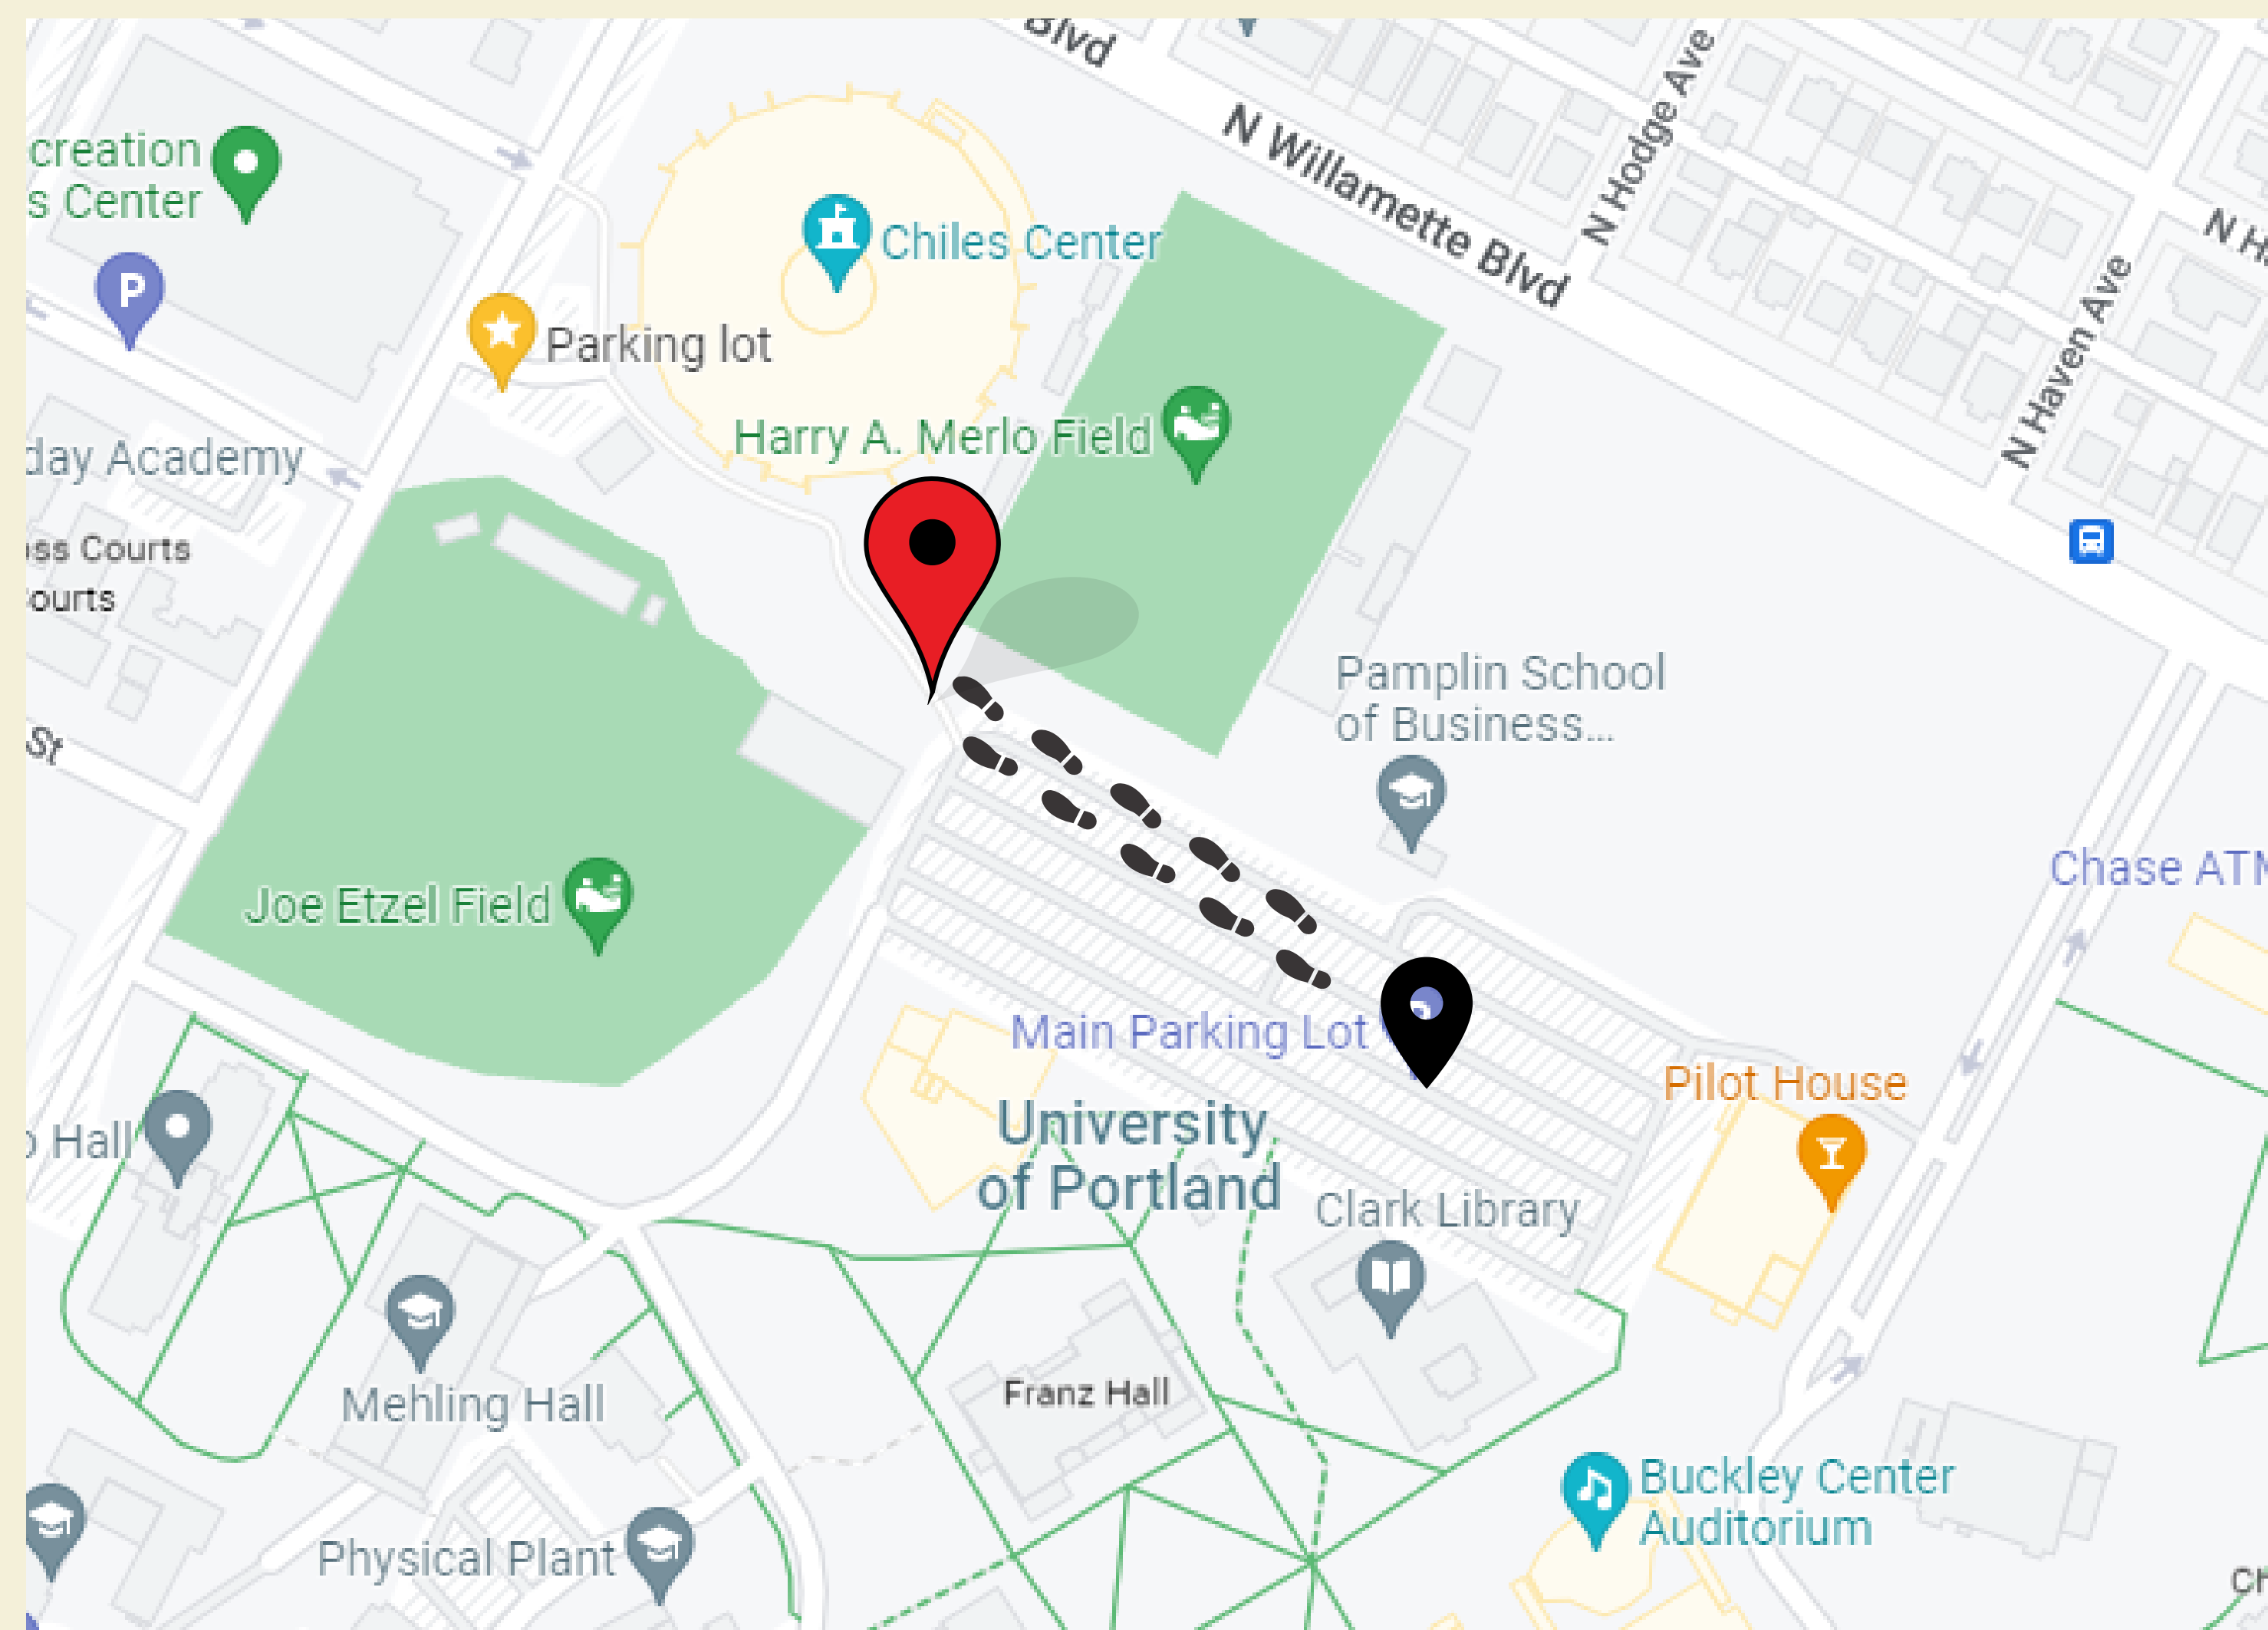 Blvd
N Willamette Blvd
N Hodge Ave
N Haven Ave
creation
s Center
P
Chiles Center
Parking lot
Harry A. Merlo Field
day Academy
oss Courts
ourts
St
Pamplin School
of Business...
Chase ATM
Joe Etzel Field
Main Parking Lot
Pilot House
University
of Portland
Hall
Clark Library
Franz Hall
Mehling Hall
Buckley Center
Auditorium
Physical Plant
Ch